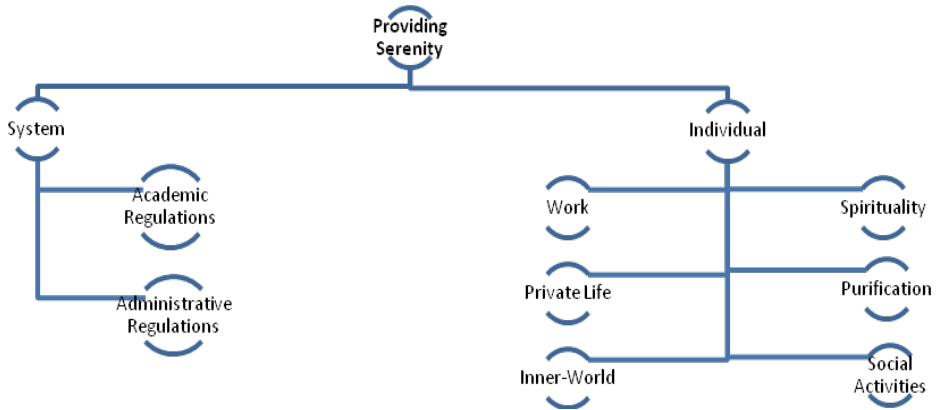 Providing
Serenity
System
Individual
Academic
Regulations
Administrative
Regulations
Work
Spirituality
Private Life
Purification
Inner-World
Social
Activities